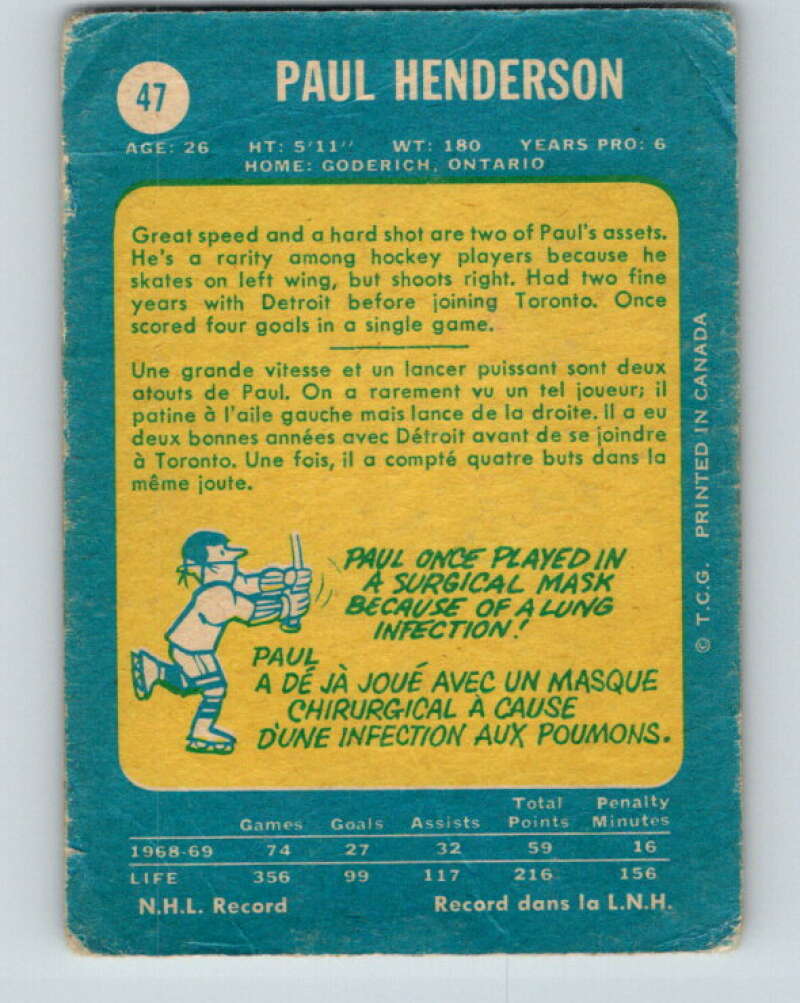 47
PAUL HENDERSON
AGE: 26 HT: 5'11'' WT: 180 YEARS PRO: 6
HOME: GODERICH, ONTARIO
Great speed and a hard shot are two of Paul's assets.
He's a rarity among hockey players because he
skates on left wing, but shoots right. Had two fine
years with Detroit before joining Toronto. Once
scored four goals in a single game.
Une grande vitesse et un lancer puissant sont deux
atouts de Paul. On a rarement vu un tel joueur; il
patine à l'aile gauche mais lance de la droite. Il a eu
deux bonnes années avec Détroit avant de se joindre
à Toronto. Une fois, il a compté quatre buts dans la
même joute.
PAUL ONCE PLAYED IN
A SURGICAL MASK
BECAUSE OF A LUNG
INFECTION!
PAUL
A DÉ JÀ JOUÉ AVEC UN MASQUE
CHIRURGICAL À CAUSE
D'UNE INFECTION AUX POUMONS.
© T.C.G. PRINTED IN CANADA
Total Penalty
Games Goals Assists Points Minutes
1968-69 74 27 32 59 16
LIFE 356 99 117 216 156
N.H.L. Record Record dans la L.N.H.